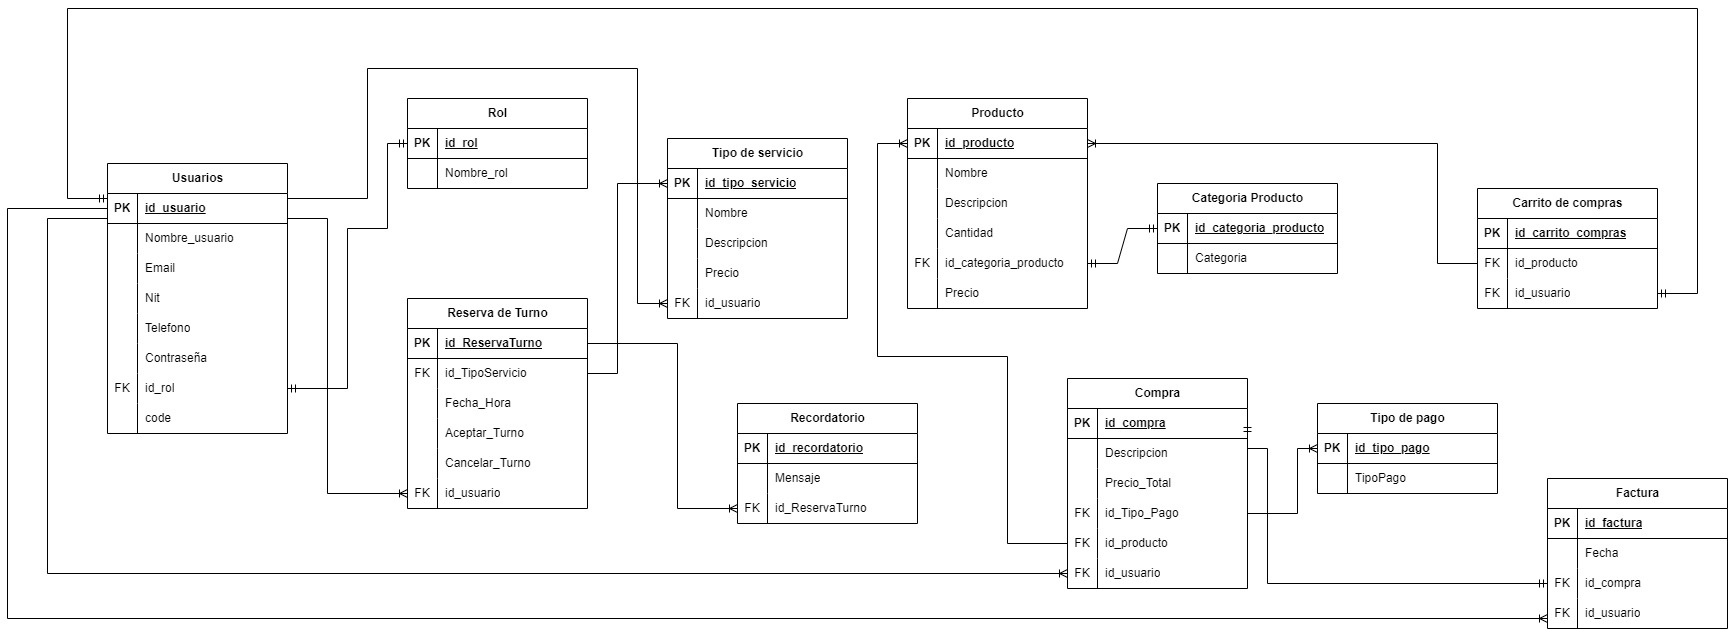 Usuarios
PK id_usuario
Nombre_usuario
Email
Nit
Telefono
Contraseña
FK id_rol
code
Rol
PK id_rol
Nombre_rol
Reserva de Turno
PK id_ReservaTurno
FK id_TipoServicio
Fecha_Hora
Aceptar_Turno
Cancelar_Turno
FK id_usuario
Tipo de servicio
PK id_tipo_servicio
Nombre
Descripcion
Precio
FK id_usuario
Recordatorio
PK id_recordatorio
Mensaje
FK id_ReservaTurno
Producto
PK id_producto
Nombre
Descripcion
Cantidad
FK id_categoria_producto
Precio
Categoria Producto
PK id_categoria_producto
Categoria
Carrito de compras
PK id_carrito_compras
FK id_producto
FK id_usuario
Compra
PK id_compra
Descripcion
Precio_Total
FK id_Tipo_Pago
FK id_producto
FK id_usuario
Tipo de pago
PK id_tipo_pago
TipoPago
Factura
PK id_factura
Fecha
FK id_compra
FK id_usuario